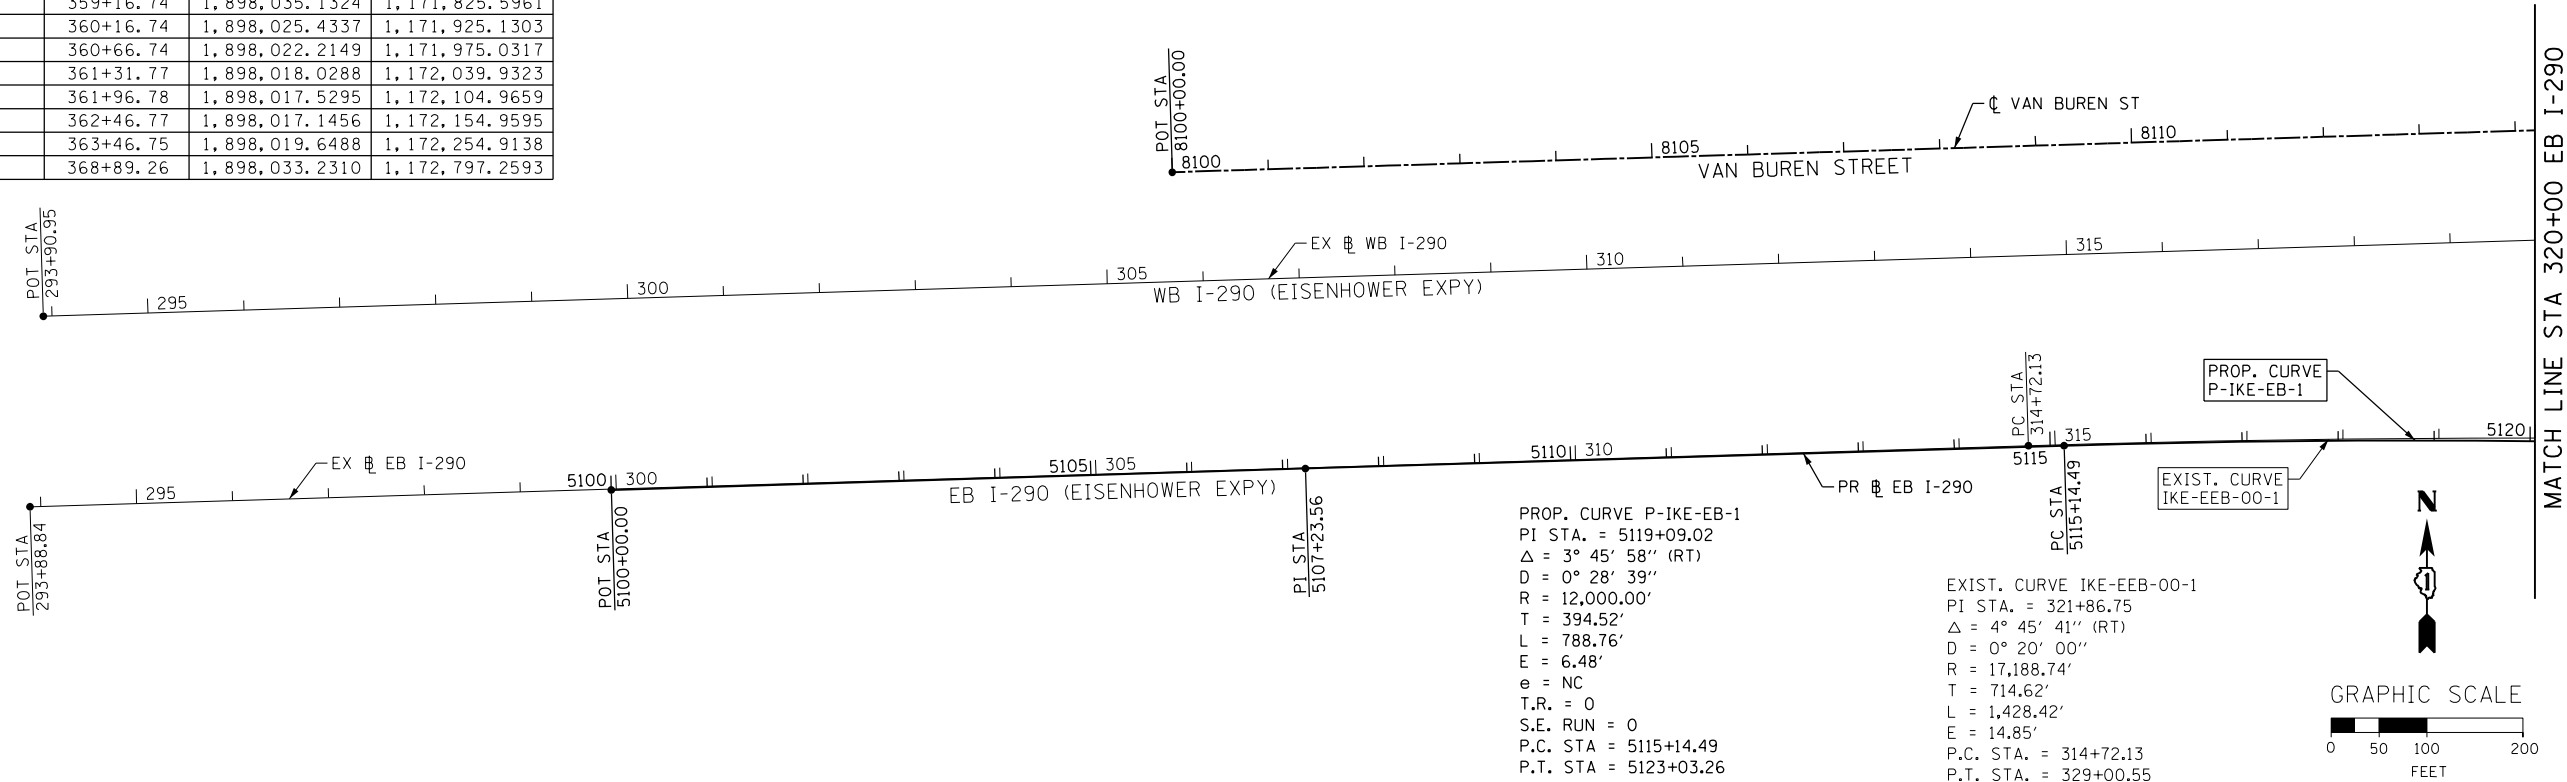 359+16.74 1,898,035.1324 1,171,825.5961
360+16.74 1,898,025.4337 1,171,925.1303
360+66.74 1,898,022.2149 1,171,975.0317
361+31.77 1,898,018.0288 1,172,039.9323
361+96.78 1,898,017.5295 1,172,104.9659
362+46.77 1,898,017.1456 1,172,154.9595
363+46.75 1,898,019.6488 1,172,254.9138
368+89.26 1,898,033.2310 1,172,797.2593
POT STA
8100+00.00
8100
8105
8110
℄ VAN BUREN ST
VAN BUREN STREET
POT STA
293+90.95
295
300
305
310
315
EX ⅊ WB I-290
WB I-290 (EISENHOWER EXPY)
POT STA
293+88.84
295
EX ⅊ EB I-290
5100
300
POT STA
5100+00.00
5105
305
EB I-290 (EISENHOWER EXPY)
PI STA
5107+23.56
5110
310
PR ⅊ EB I-290
PC STA
314+72.13
5115
315
PC STA
5115+14.49
PROP. CURVE
P-IKE-EB-1
5120
EXIST. CURVE
IKE-EEB-00-1
MATCH LINE STA 320+00 EB I-290
PROP. CURVE P-IKE-EB-1
PI STA. = 5119+09.02
Δ = 3° 45' 58'' (RT)
D = 0° 28' 39''
R = 12,000.00'
T = 394.52'
L = 788.76'
E = 6.48'
e = NC
T.R. = 0
S.E. RUN = 0
P.C. STA = 5115+14.49
P.T. STA = 5123+03.26
EXIST. CURVE IKE-EEB-00-1
PI STA. = 321+86.75
Δ = 4° 45' 41'' (RT)
D = 0° 20' 00''
R = 17,188.74'
T = 714.62'
L = 1,428.42'
E = 14.85'
P.C. STA. = 314+72.13
P.T. STA. = 329+00.55
N
1
GRAPHIC SCALE
0 50 100 200
FEET